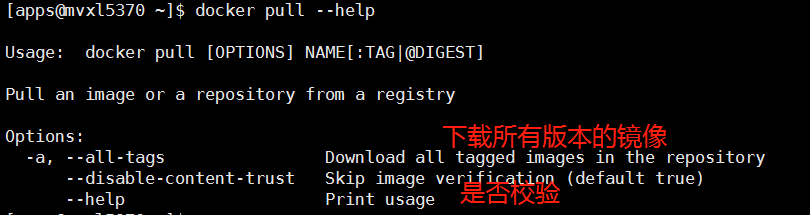 [apps@mvxl5370 ~]$ docker pull --help
Usage:  docker pull [OPTIONS] NAME[:TAG|@DIGEST]
Pull an image or a repository from a registry
Options:
下载所有版本的镜像
-a, --all-tags                Download all tagged images in the repository
--disable-content-trust   Skip image verification (default true)
--help                    Print usage
是否校验